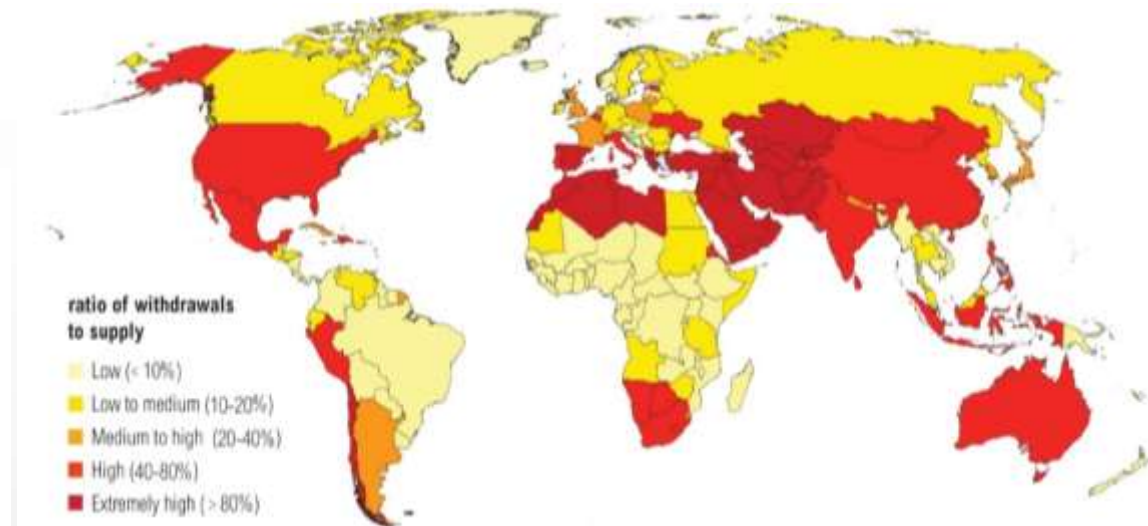 ratio of withdrawals
to supply
Low (< 10%)
Low to medium (10-20%)
Medium to high (20-40%)
High (40-80%)
Extremely high (> 80%)